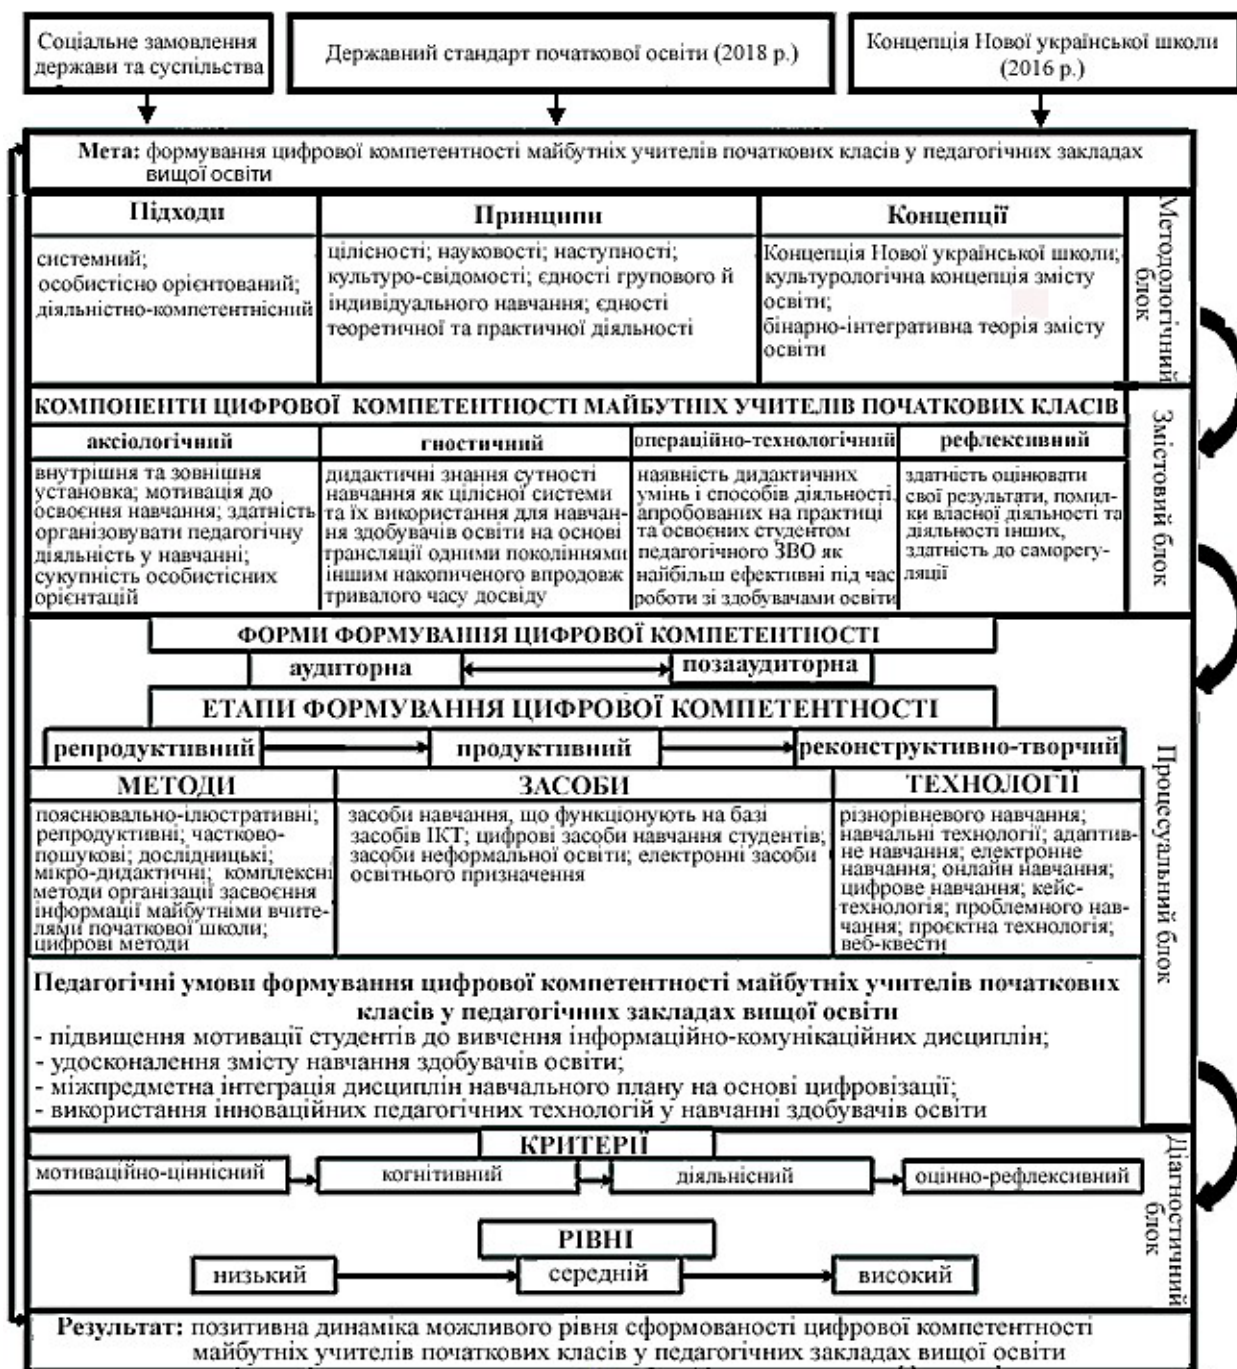 Соціальне замовлення
держави та суспільства
Державний стандарт початкової освіти (2018 р.)
Концепція Нової української школи
(2016 р.)
Мета: формування цифрової компетентності майбутніх учителів початкових класів у педагогічних закладах
вищої освіти
Підходи
системний;
особистісно орієнтований;
діяльністно-компетентнісний
Принципи
цілісності; науковості; наступності;
культуро-свідомості; єдності групового й
індивідуального навчання; єдності
теоретичної та практичної діяльності
Концепції
Концепція Нової української школи;
культурологічна концепція змісту
освіти;
бінарно-інтегративна теорія змісту
освіти
Методологічний
блок
КОМПОНЕНТИ ЦИФРОВОЇ КОМПЕТЕНТНОСТІ МАЙБУТНІХ УЧИТЕЛІВ ПОЧАТКОВИХ КЛАСІВ
аксіологічний
внутрішня та зовнішня
установка; мотивація до
освоєння навчання; здатність
організовувати педагогічну
діяльність у навчанні;
сукупність особистісних
орієнтацій
гностичний
дидактичні знання сутності
навчання як цілісної системи
та їх використання для навчан-
ня здобувачів освіти на основі
трансляції одними поколіннями
іншим накопиченого впродовж
тривалого часу досвіду
операційно-технологічний
наявність дидактичних
умінь і способів діяльності,
апробованих на практиці
та освоєних студентом
педагогічного ЗВО як
найбільш ефективні під час
роботи зі здобувачами освіти
рефлексивний
здатність оцінювати
свої результати, помил-
ки власної діяльності та
діяльності інших,
здатність до саморегу-
ляції
Змістовий блок
ФОРМИ ФОРМУВАННЯ ЦИФРОВОЇ КОМПЕТЕНТНОСТІ
аудиторна
позааудиторна
ЕТАПИ ФОРМУВАННЯ ЦИФРОВОЇ КОМПЕТЕНТНОСТІ
репродуктивний
продуктивний
реконструктивно-творчий
МЕТОДИ
пояснювально-ілюстративні;
репродуктивні; частково-
пошукові; дослідницькі;
мікро-дидактичні; комплексні
методи організації засвоєння
інформації майбутніми вчите-
лями початкової школи;
цифрові методи
ЗАСОБИ
засоби навчання, що функціонують на базі
засобів ІКТ; цифрові засоби навчання студентів;
засоби неформальної освіти; електронні засоби
освітнього призначення
ТЕХНОЛОГІЇ
різнорівневого навчання;
навчальні технології; адаптив-
не навчання; електронне
навчання; онлайн навчання;
цифрове навчання; кейс-
технологія; проблемного нав-
чання; проєктна технологія;
веб-квести
Процесуальний блок
Педагогічні умови формування цифрової компетентності майбутніх учителів початкових
класів у педагогічних закладах вищої освіти
- підвищення мотивації студентів до вивчення інформаційно-комунікаційних дисциплін;
- удосконалення змісту навчання здобувачів освіти;
- міжпредметна інтеграція дисциплін навчального плану на основі цифровізації;
- використання інноваційних педагогічних технологій у навчанні здобувачів освіти
КРИТЕРІЇ
мотиваційно-ціннісний
когнітивний
діяльнісний
оцінно-рефлексивний
РІВНІ
низький
середній
високий
Діагностичний
блок
Результат: позитивна динаміка можливого рівня сформованості цифрової компетентності
майбутніх учителів початкових класів у педагогічних закладах вищої освіти